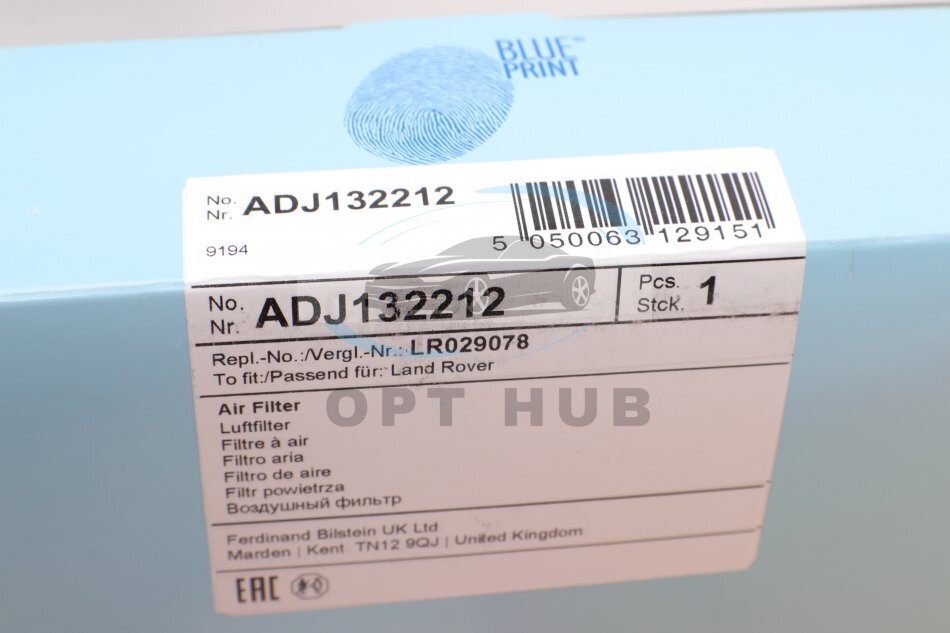 BLUE
PRINT
No. ADJ132212
Nr.
5 050063 129151
9194
No. ADJ132212
Nr.
Pcs. 1
Stck.
Repl.-No.:/Vergl.-Nr.: LR029078
To fit:/Passend für: Land Rover
OPT HUB
Air Filter
Luftfilter
Filtre à air
Filtro aria
Filtro de aire
Filtr powietrza
Воздушный фильтр
Ferdinand Bilstein UK Ltd
Marden | Kent TN12 9QJ | United Kingdom
EAC